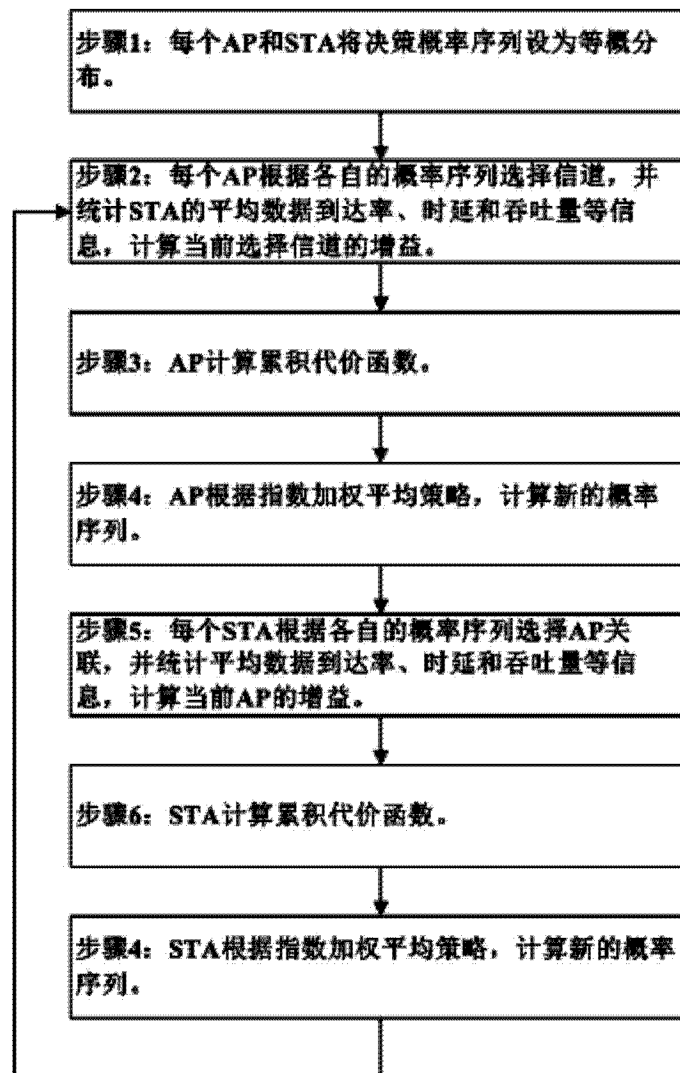 步骤1：每个AP和STA将决策概率序列设为等概分
布。
步骤2：每个AP根据各自的概率序列选择信道，并
统计STA的平均数据到达率、时延和吞吐量等信
息，计算当前选择信道的增益。
步骤3：AP计算累积代价函数。
步骤4：AP根据指数加权平均策略，计算新的概率
序列。
步骤5：每个STA根据各自的概率序列选择AP关
联，并统计平均数据到达率、时延和吞吐量等信
息，计算当前AP的增益。
步骤6：STA计算累积代价函数。
步骤4：STA根据指数加权平均策略，计算新的概率
序列。